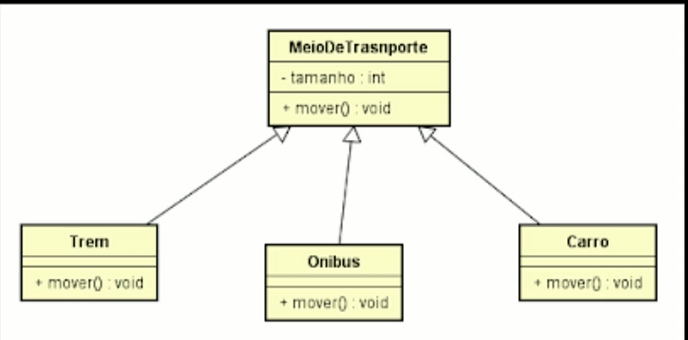 MeioDeTrasnporte
- tamanho : int
+ mover() : void
Trem
+ mover() : void
Onibus
+ mover() : void
Carro
+ mover() : void